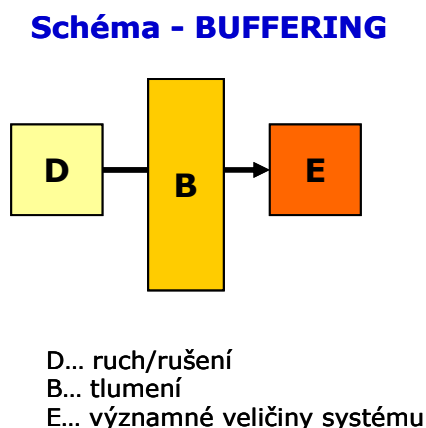 Schéma - BUFFERING
D
B
E
D... ruch/rušení
B... tlumení
E... významné veličiny systému